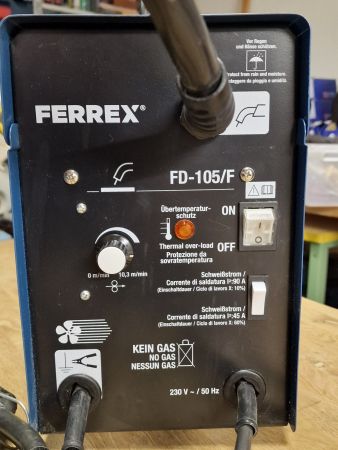 Vor Regen
und Nässe schützen.
Protect from rain and moisture.
Proteggere da pioggia e umidità.
FERREX®
FD-105/F
Übertemperatur-
schutz
ON
Thermal over-load
OFF
Protezione da
sovratemperatura
0 m/min 10,3 m/min
Schweißstrom /
Corrente di saldatura I²:90 A
(Einschaltdauer / Ciclo di lavoro X: 10%)
Schweißstrom /
Corrente di saldatura I²:45 A
(Einschaltdauer / Ciclo di lavoro X: 60%)
KEIN GAS
NO GAS
NESSUN GAS
230 V ~ / 50 Hz